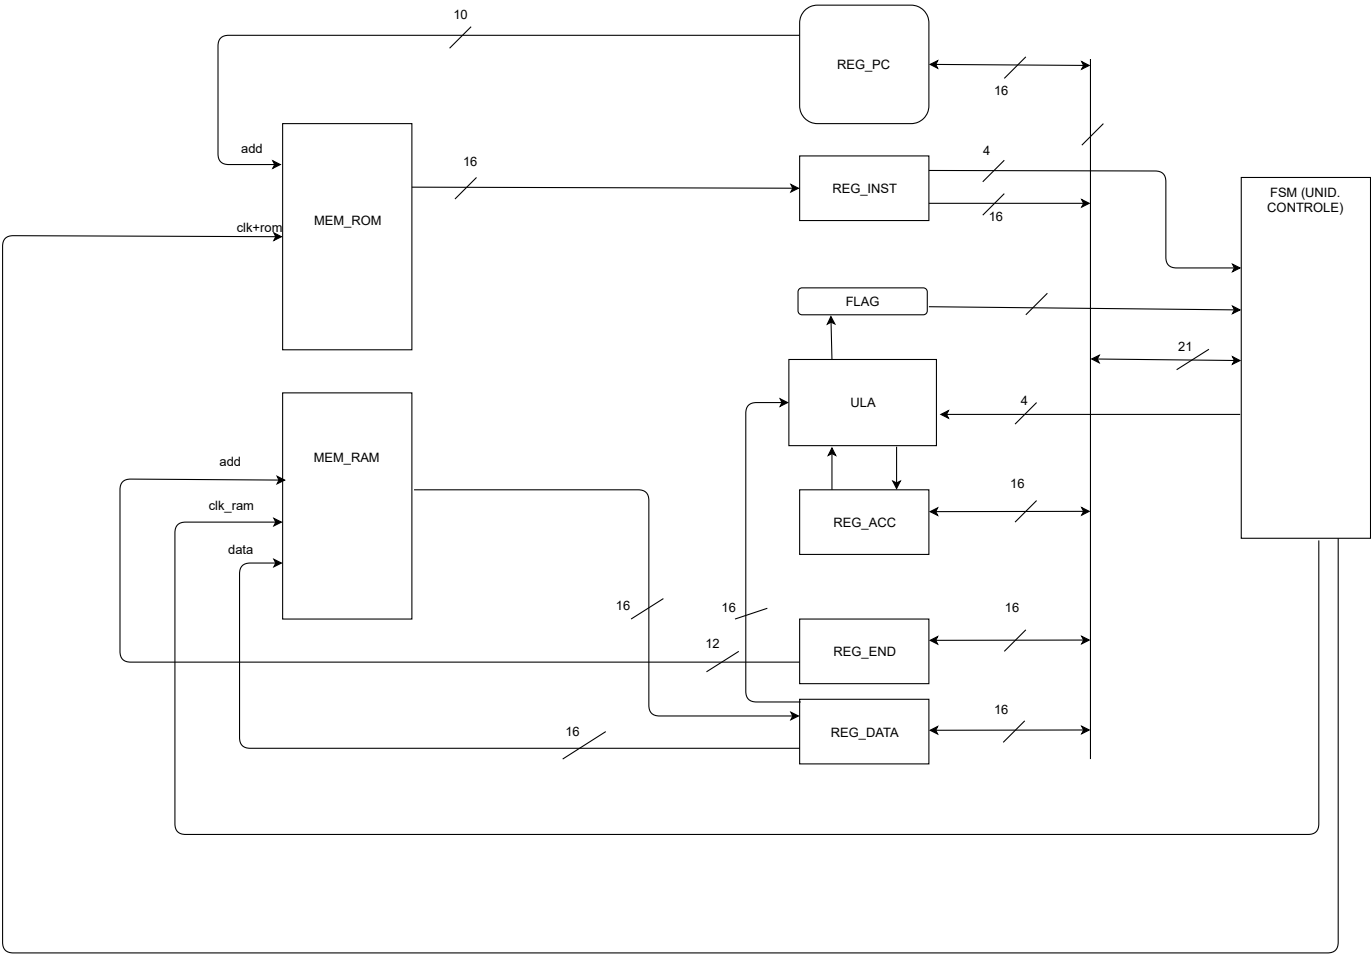 10
REG_PC
16
add
16
4
REG_INST
16
FSM (UNID.
CONTROLE)
MEM_ROM
clk+rom
FLAG
21
ULA
4
MEM_RAM
add
16
clk_ram
REG_ACC
data
16
16
16
12
REG_END
16
16
REG_DATA